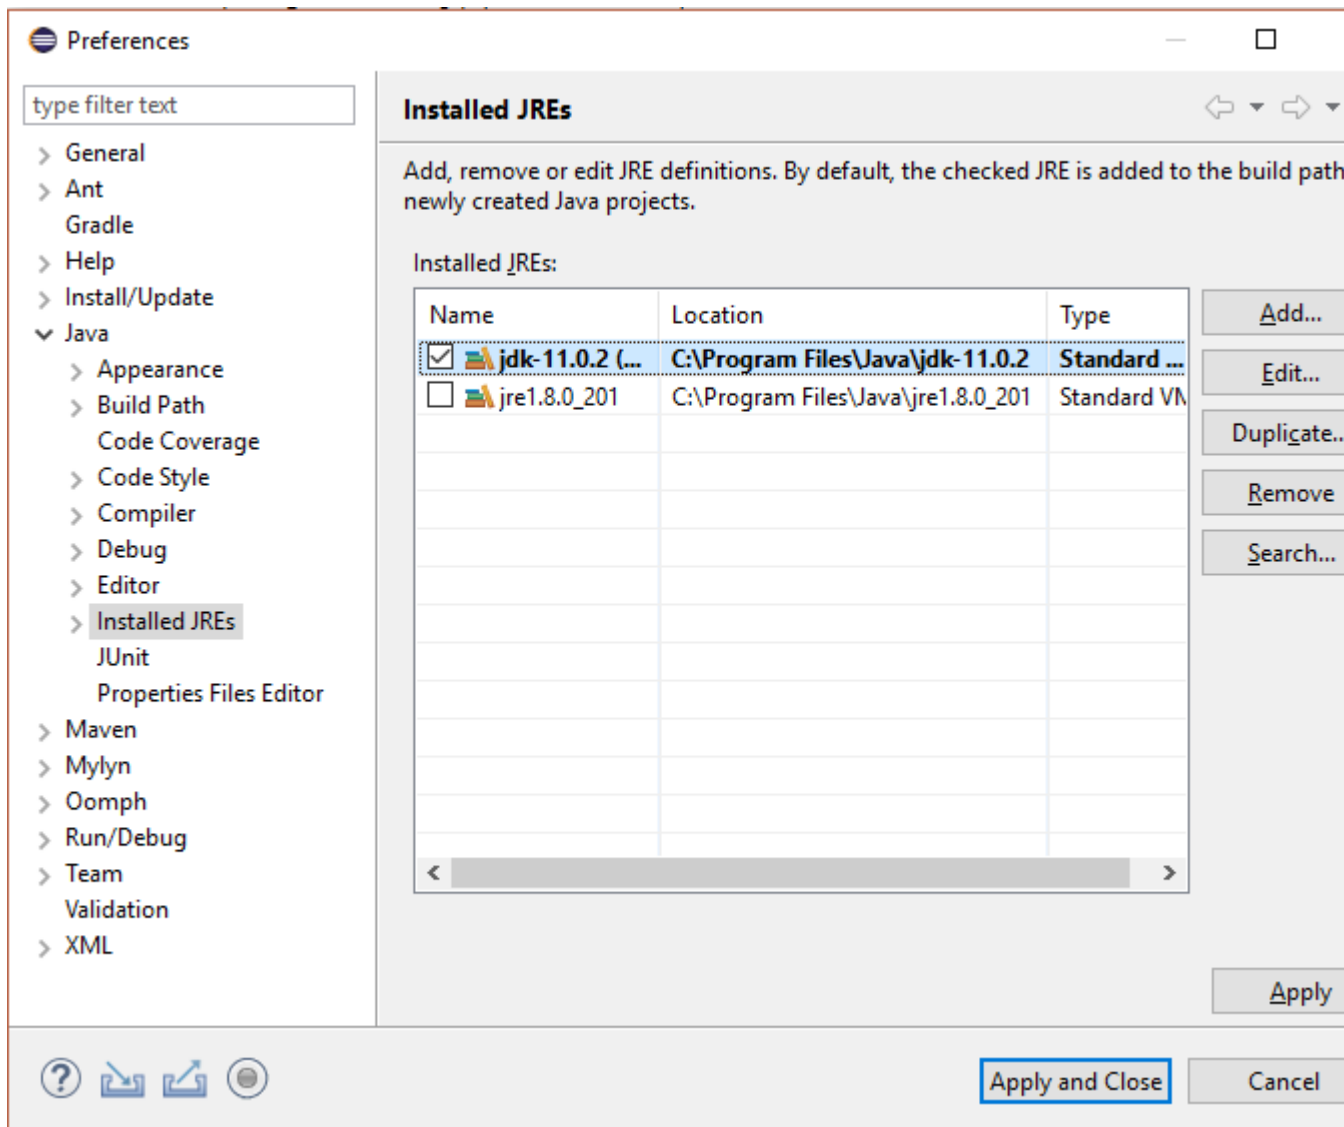 Preferences
type filter text
General
Ant
Gradle
Help
Install/Update
Java
Appearance
Build Path
Code Coverage
Code Style
Compiler
Debug
Editor
Installed JREs
JUnit
Properties Files Editor
Maven
Mylyn
Oomph
Run/Debug
Team
Validation
XML
Installed JREs
Add, remove or edit JRE definitions. By default, the checked JRE is added to the build path
newly created Java projects.
Installed JREs:
Name Location Type
jdk-11.0.2 (... C:\Program Files\Java\jdk-11.0.2 Standard ...
jre1.8.0_201 C:\Program Files\Java\jre1.8.0_201 Standard VM
Add...
Edit...
Duplicate..
Remove
Search...
Apply
Apply and Close Cancel